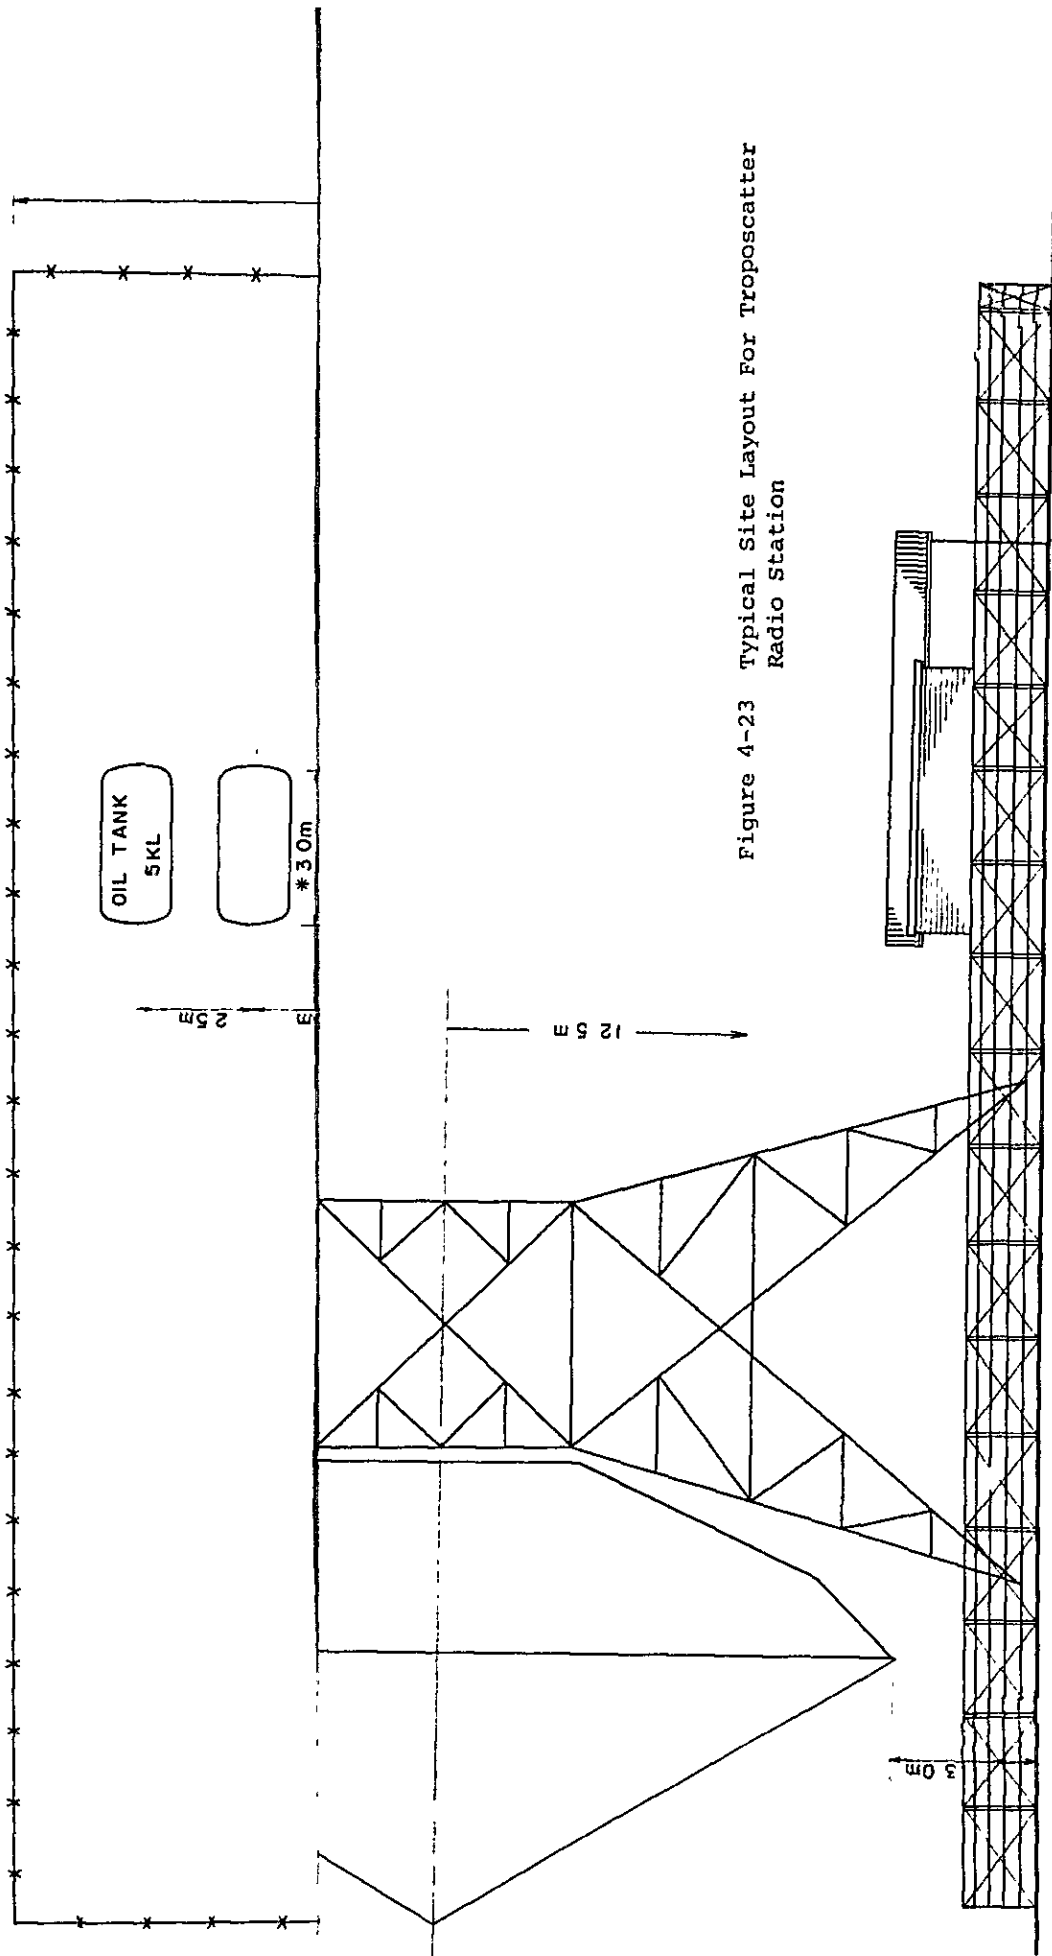 OIL TANK
5KL
*3 0m
2 5m
m
12 5 m
3 0m
Figure 4-23 Typical Site Layout For Troposcatter
Radio Station